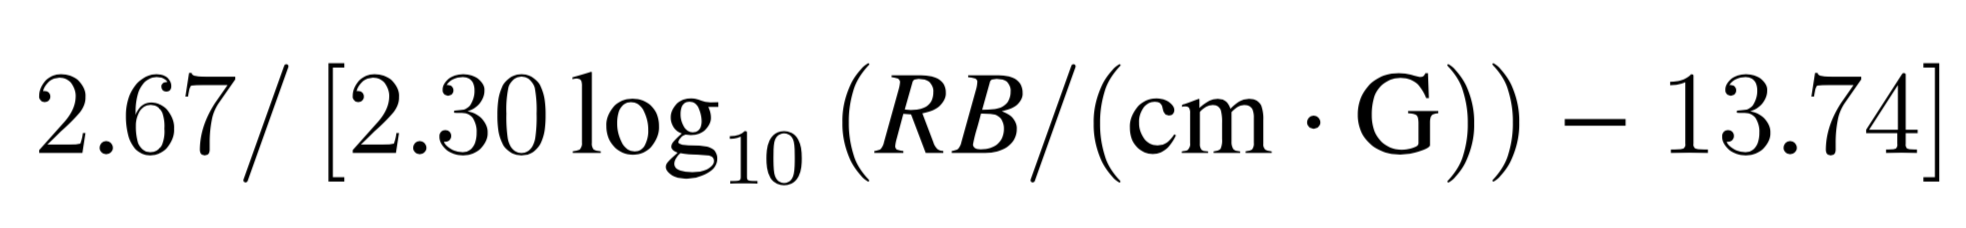 2.67/ [2.30 log₁₀ (RB/(cm · G)) − 13.74]